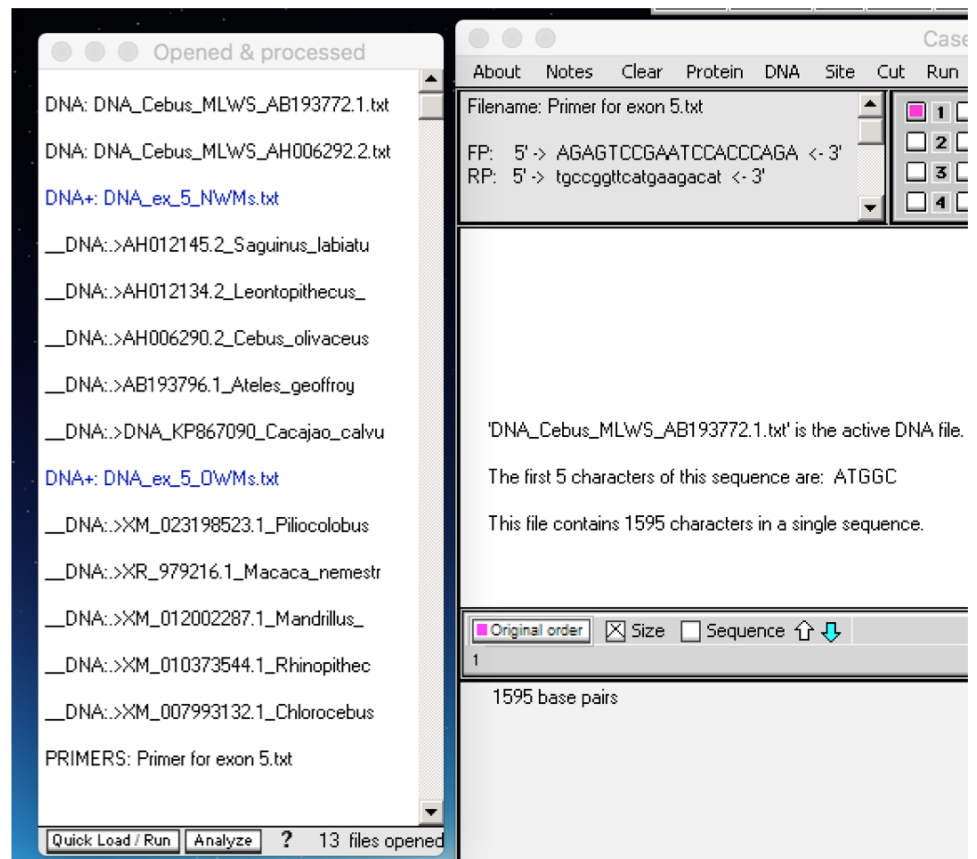 Opened & processed
DNA: DNA_Cebus_MLWS_AB193772.1.txt
DNA: DNA_Cebus_MLWS_AH006292.2.txt
DNA+: DNA_ex_5_NWMs.txt
__DNA:.>AH012145.2_Saguinus_labiatu
__DNA:.>AH012134.2_Leontopithecus_
__DNA:.>AH006290.2_Cebus_olivaceus
__DNA:.>AB193796.1_Ateles_geoffroy
__DNA:.>DNA_KP867090_Cacajao_calvu
DNA+: DNA_ex_5_OWMs.txt
__DNA:.>XM_023198523.1_Piliocolobus
__DNA:.>XR_979216.1_Macaca_nemestr
__DNA:.>XM_012002287.1_Mandrillus_
__DNA:.>XM_010373544.1_Rhinopithec
__DNA:.>XM_007993132.1_Chlorocebus
PRIMERS: Primer for exon 5.txt
Quick Load / Run Analyze ? 13 files opened
Case
About Notes Clear Protein DNA Site Cut Run
Filename: Primer for exon 5.txt
FP: 5' -> AGAGTCCGAATCCACCCAGA <- 3'
RP: 5' -> tgccggttcatgaagacat <- 3'
1
2
3
4
'DNA_Cebus_MLWS_AB193772.1.txt' is the active DNA file.
The first 5 characters of this sequence are: ATGGC
This file contains 1595 characters in a single sequence.
Original order Size Sequence
1
1595 base pairs